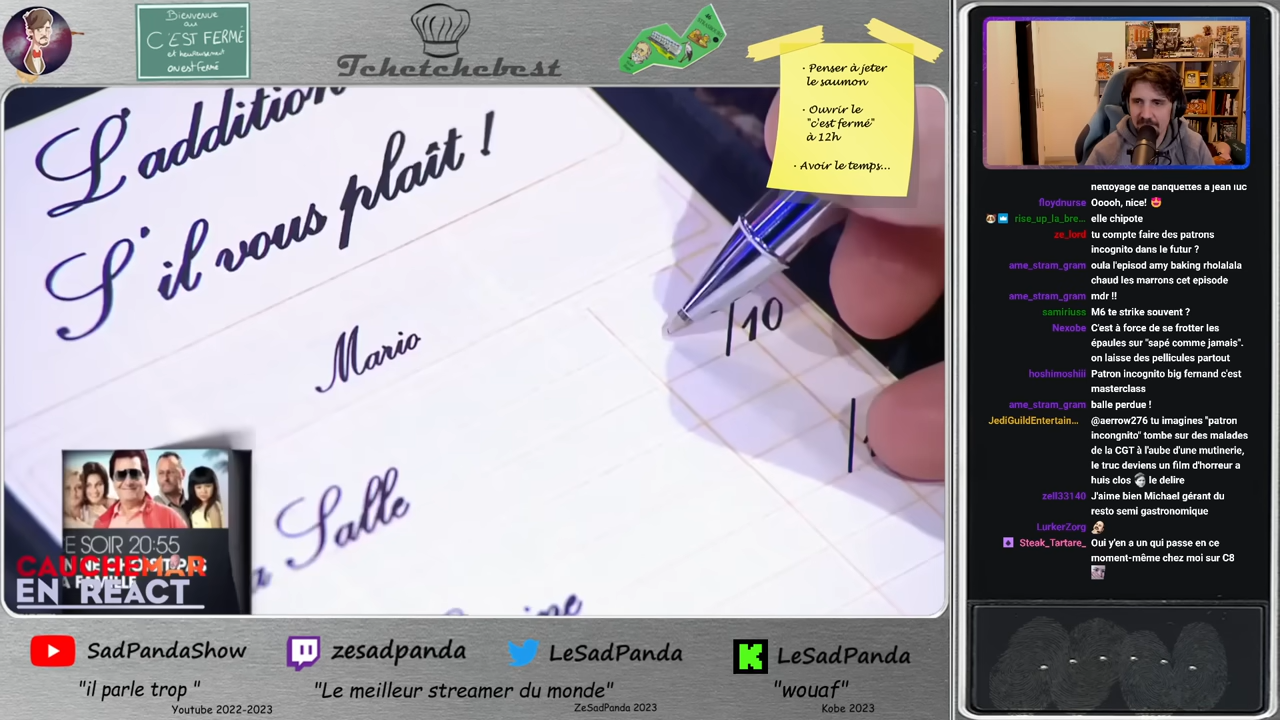 Bienvenue
au
C'EST FERMÉ
et heureusement
on est fermé
Tchetchebest
· Penser à jeter
le saumon
· Ouvrir le
"c'est fermé"
à 12h
· Avoir le temps...
L'addition
S'il vous plaît !
Mario
/10
Salle
E SOIR 20:55
FAMILLE
CAUCHEMAR
EN REACT
nettoyage de banquettes a jean luc
floydnurse Ooooh, nice!
rise_up_la_bre... elle chipote
ze_lord tu compte faire des patrons
incognito dans le futur ?
ame_stram_gram oula l'episod amy baking rholalala
chaud les marrons cet episode
ame_stram_gram mdr !!
samiriuss M6 te strike souvent ?
Nexobe C'est à force de se frotter les
épaules sur "sapé comme jamais".
on laisse des pellicules partout
hoshimoshiii Patron incognito big fernand c'est
masterclass
ame_stram_gram balle perdue !
JediGuildEntertain... @aerrow276 tu imagines "patron
incongnito" tombe sur des malades
de la CGT à l'aube d'une mutinerie,
le truc deviens un film d'horreur a
huis clos le delire
zell33140 J'aime bien Michael gérant du
resto semi gastronomique
LurkerZorg
Steak_Tartare_ Oui y'en a un qui passe en ce
moment-même chez moi sur C8
SadPandaShow
zesadpanda
LeSadPanda
LeSadPanda
"il parle trop "
Youtube 2022-2023
"Le meilleur streamer du monde"
ZeSadPanda 2023
"wouaf"
Kobe 2023